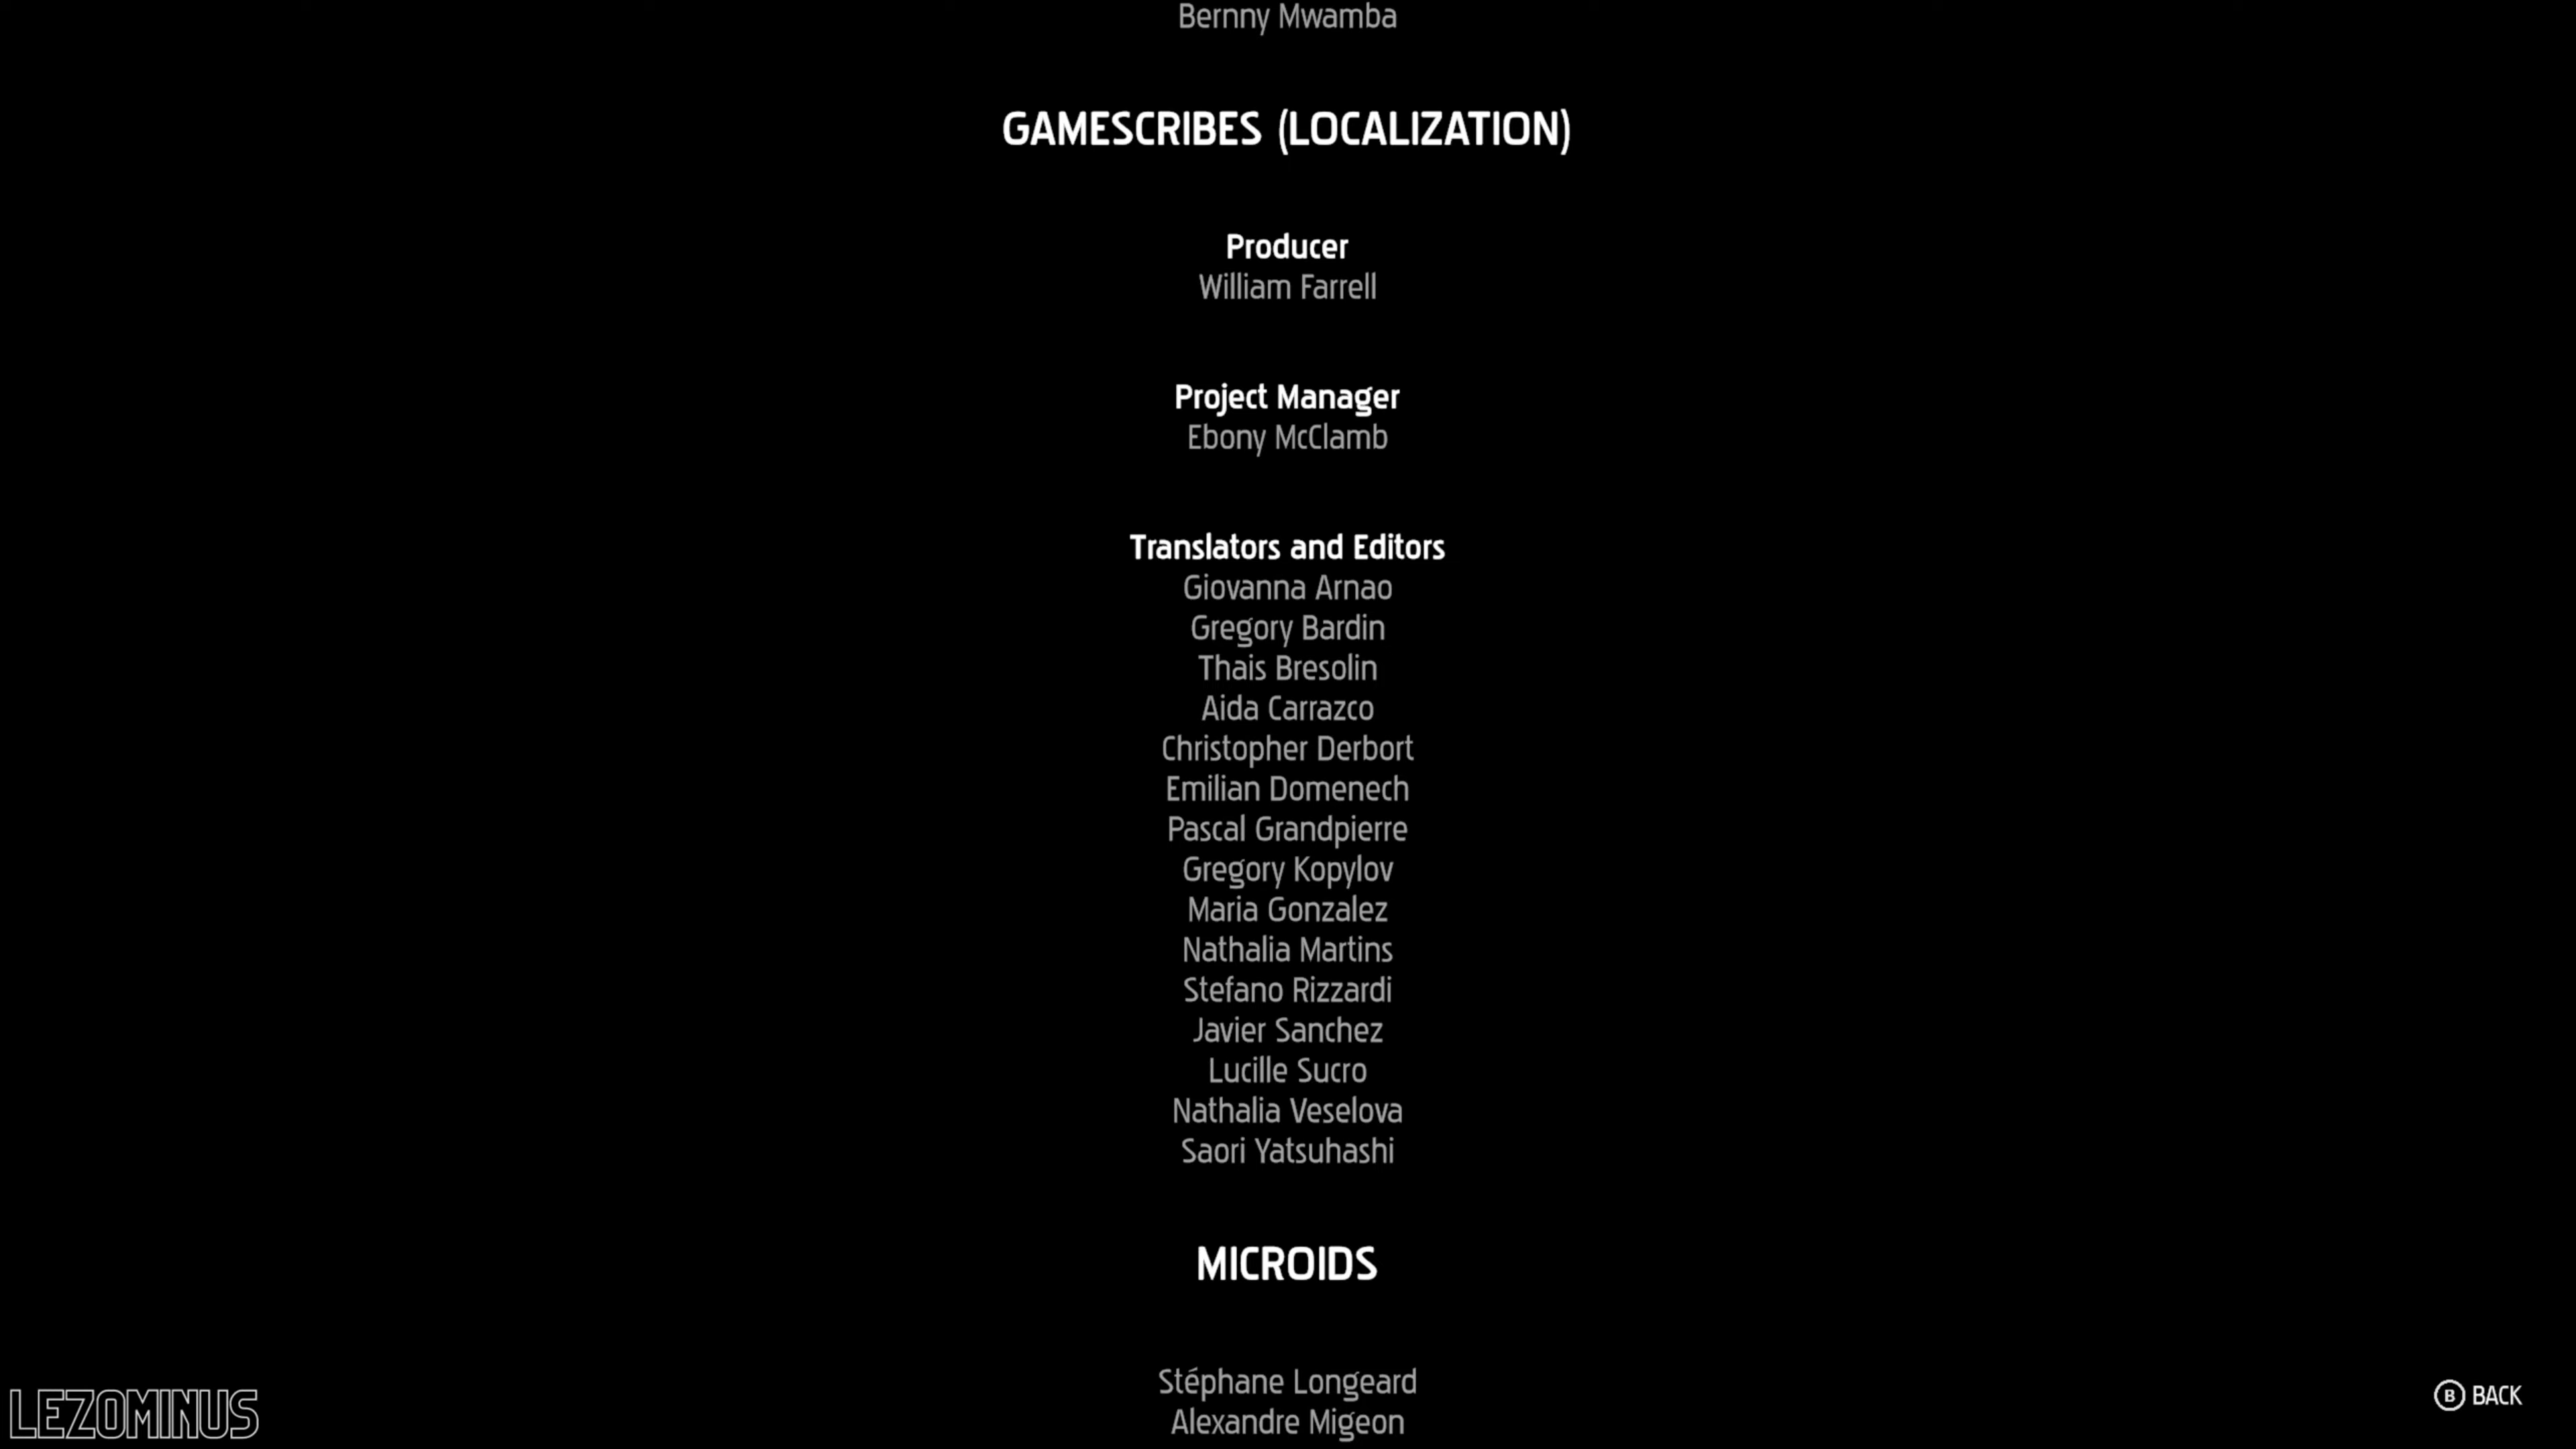 Bernny Mwamba
GAMESCRIBES (LOCALIZATION)
Producer
William Farrell
Project Manager
Ebony McClamb
Translators and Editors
Giovanna Arnao
Gregory Bardin
Thais Bresolin
Aida Carrazco
Christopher Derbort
Emilian Domenech
Pascal Grandpierre
Gregory Kopylov
Maria Gonzalez
Nathalia Martins
Stefano Rizzardi
Javier Sanchez
Lucille Sucro
Nathalia Veselova
Saori Yatsuhashi
MICROIDS
Stéphane Longeard
Alexandre Migeon
LEZOMINUS
B BACK